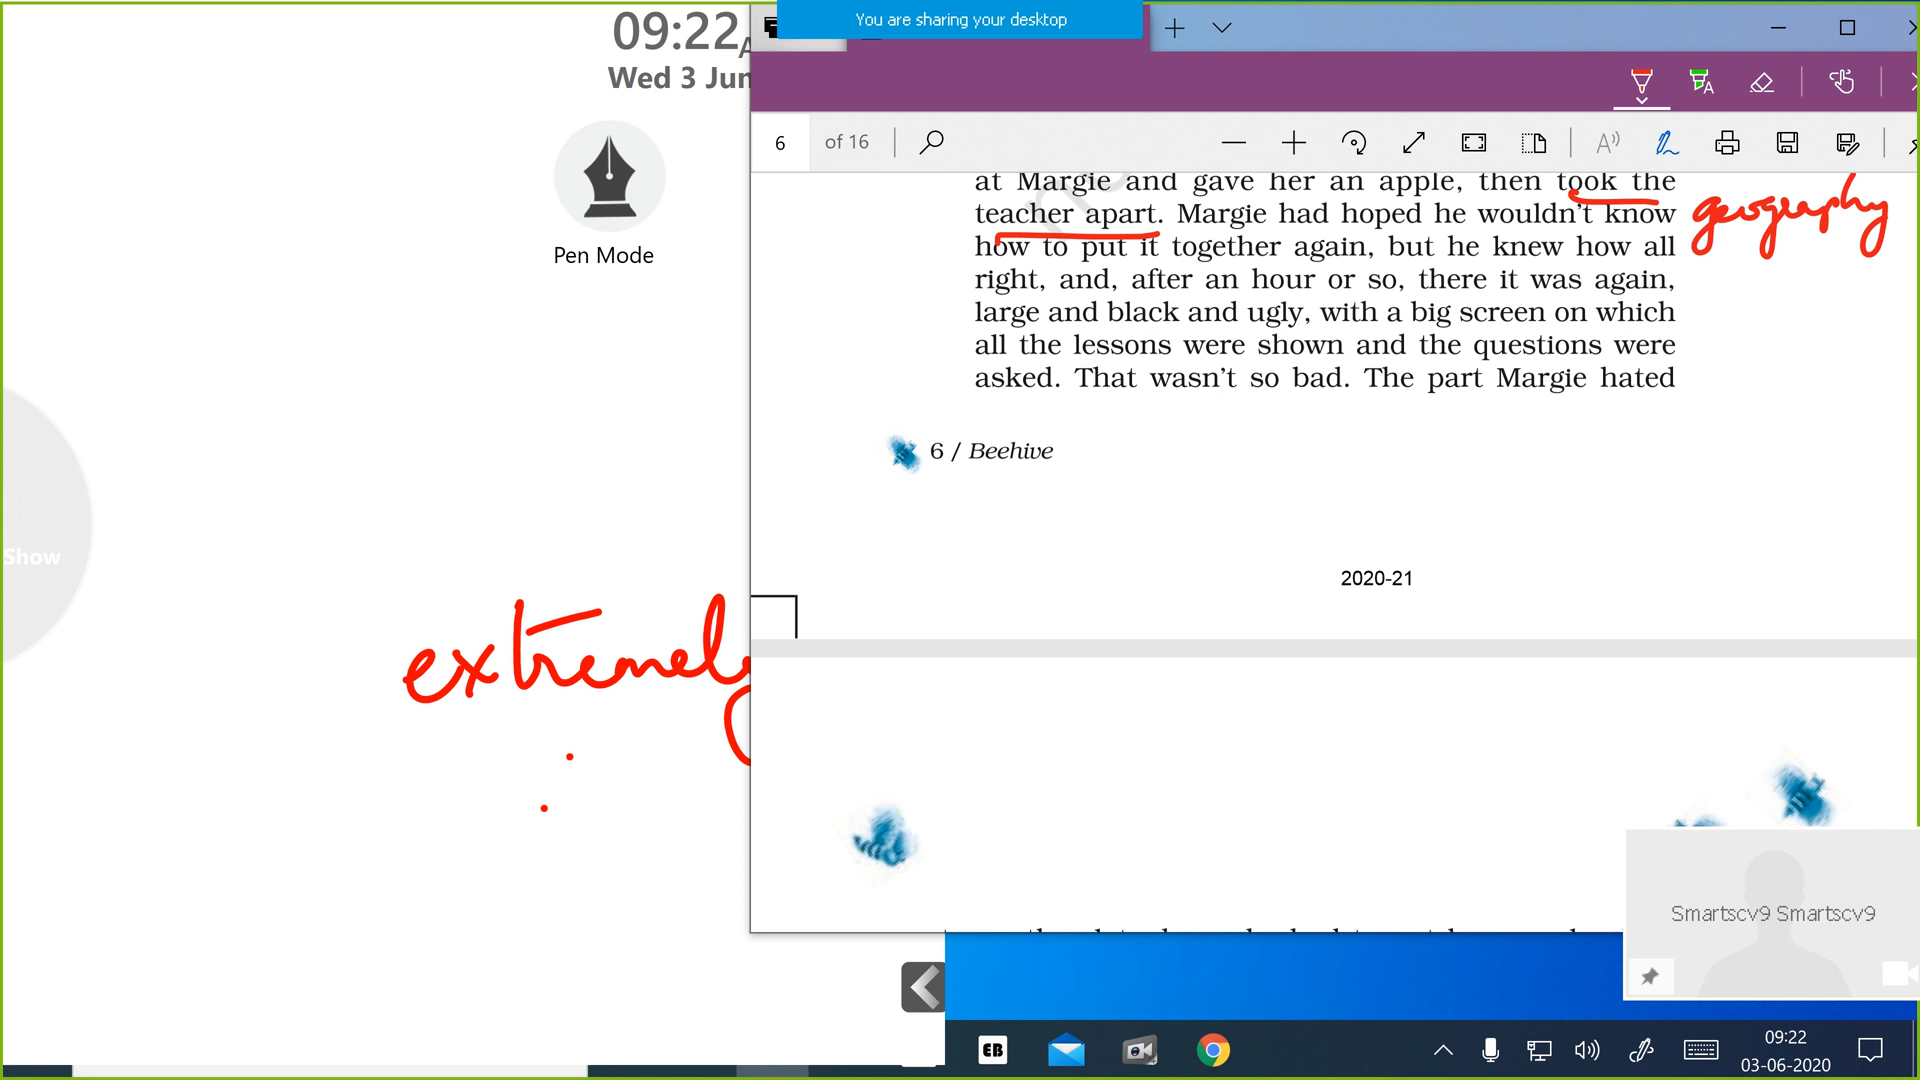 09:22
Wed 3 Jun
You are sharing your desktop
Pen Mode
Show
6 of 16
at Margie and gave her an apple, then took the
teacher apart. Margie had hoped he wouldn't know
how to put it together again, but he knew how all
right, and, after an hour or so, there it was again,
large and black and ugly, with a big screen on which
all the lessons were shown and the questions were
asked. That wasn't so bad. The part Margie hated
geography
6 / Beehive
2020-21
extremely
Smartscv9 Smartscv9
EB
09:22
03-06-2020